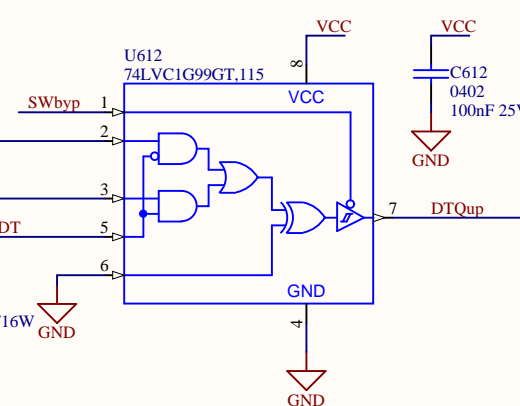 VCC
VCC
U612
74LVC1G99GT,115
8
VCC
C612
0402
100nF 25V
SWbyp
1
2
GND
3
7
DTQup
DT
5
6
GND
/16W
GND
4
GND